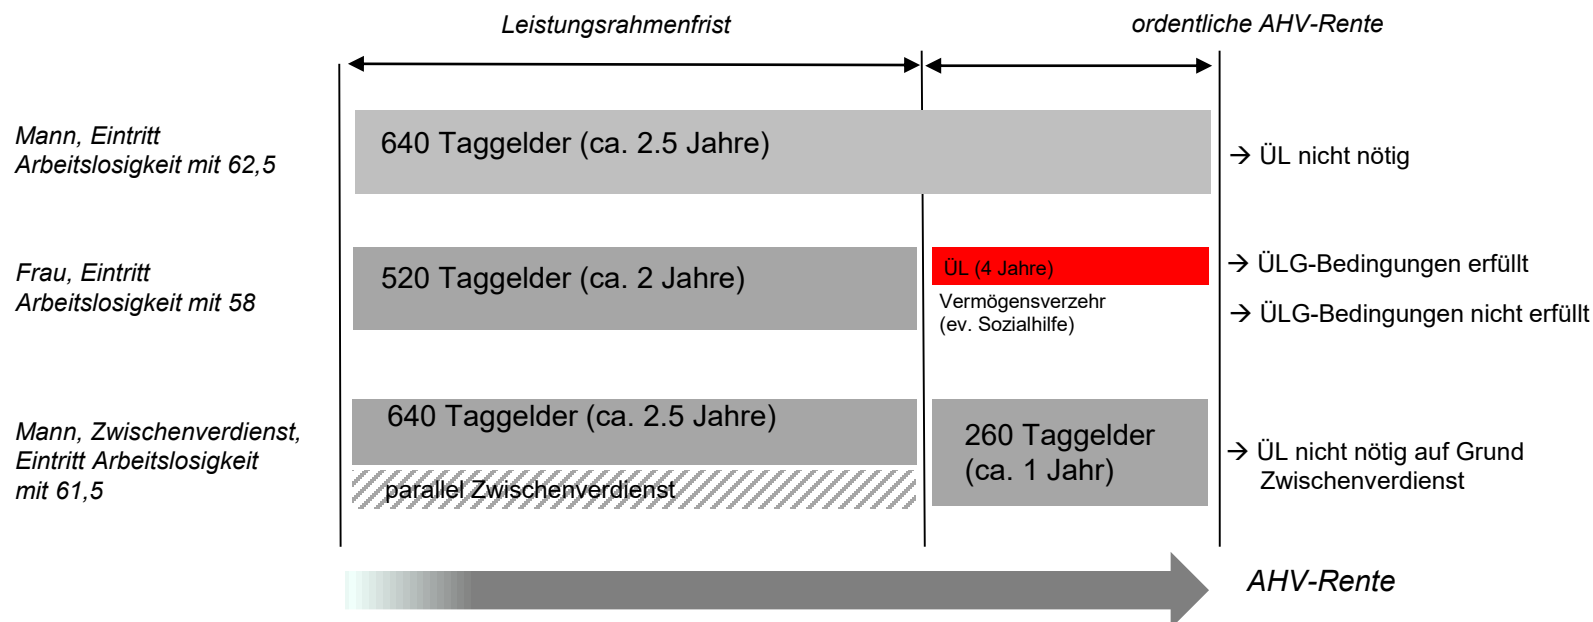 Leistungsrahmenfrist
ordentliche AHV-Rente
Mann, Eintritt
Arbeitslosigkeit mit 62,5
640 Taggelder (ca. 2.5 Jahre)
→ ÜL nicht nötig
Frau, Eintritt
Arbeitslosigkeit mit 58
520 Taggelder (ca. 2 Jahre)
ÜL (4 Jahre)
Vermögensverzehr
(ev. Sozialhilfe)
→ ÜLG-Bedingungen erfüllt
→ ÜLG-Bedingungen nicht erfüllt
Mann, Zwischenverdienst,
Eintritt Arbeitslosigkeit
mit 61,5
640 Taggelder (ca. 2.5 Jahre)
parallel Zwischenverdienst
260 Taggelder
(ca. 1 Jahr)
→ ÜL nicht nötig auf Grund
Zwischenverdienst
AHV-Rente